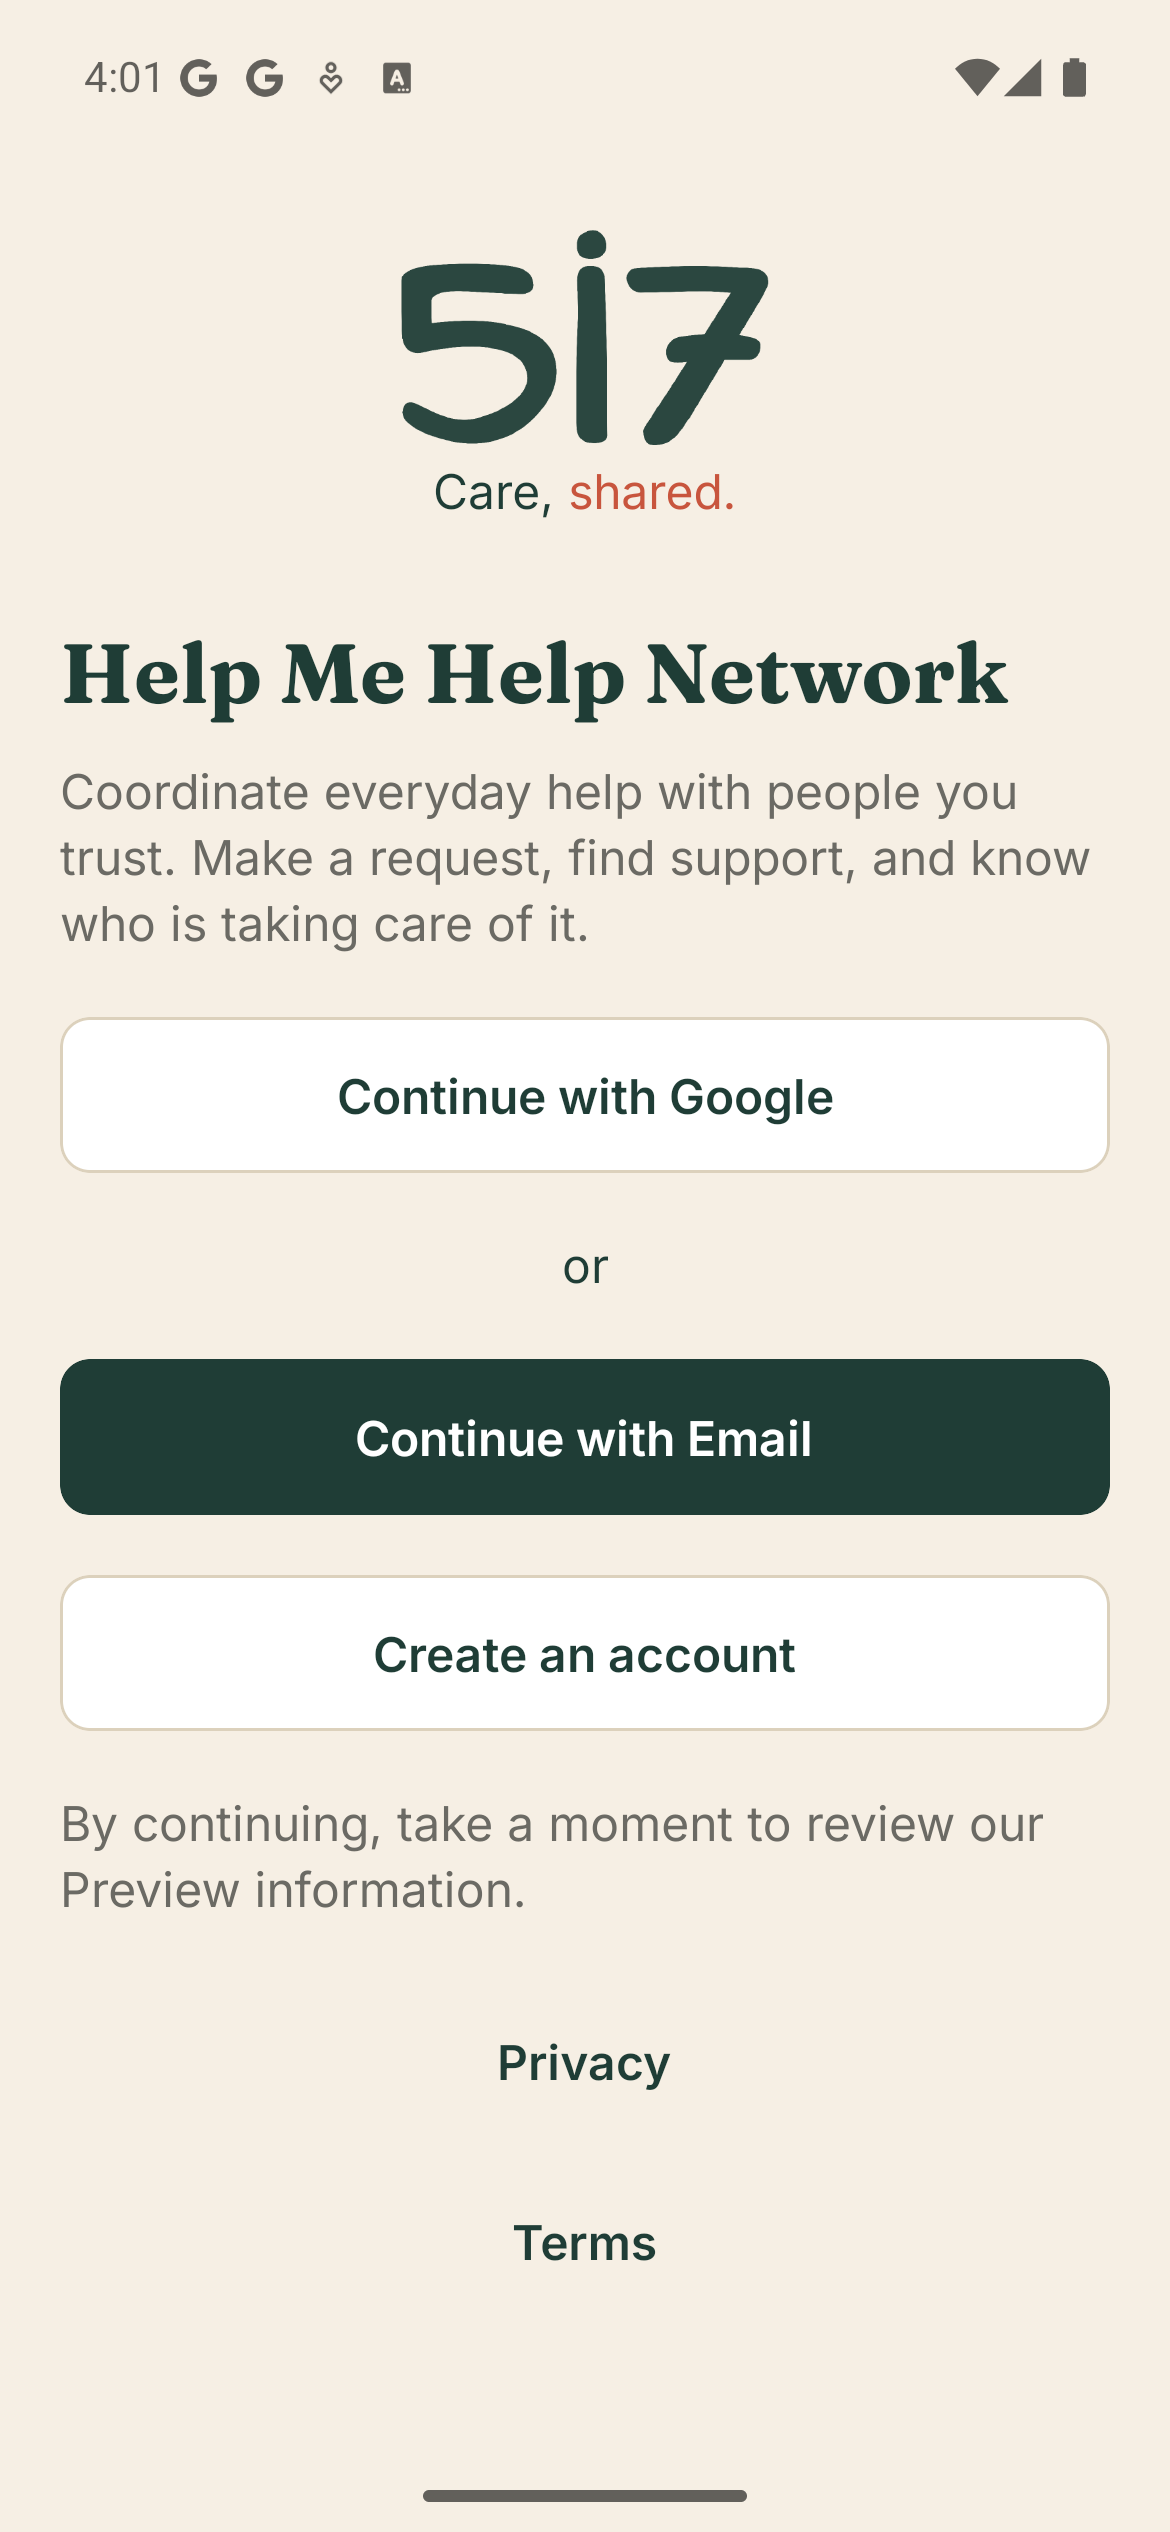 4:01
5i7
Care, shared.
Help Me Help Network
Coordinate everyday help with people you
trust. Make a request, find support, and know
who is taking care of it.
Continue with Google
or
Continue with Email
Create an account
By continuing, take a moment to review our
Preview information.
Privacy
Terms